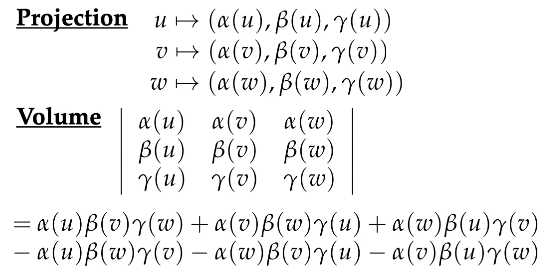 Projection u ↦ (α(u), β(u), γ(u))
v ↦ (α(v), β(v), γ(v))
w ↦ (α(w), β(w), γ(w))
Volume | α(u) α(v) α(w) |
| β(u) β(v) β(w) |
| γ(u) γ(v) γ(w) |
= α(u)β(v)γ(w) + α(v)β(w)γ(u) + α(w)β(u)γ(v)
− α(u)β(w)γ(v) − α(w)β(v)γ(u) − α(v)β(u)γ(w)